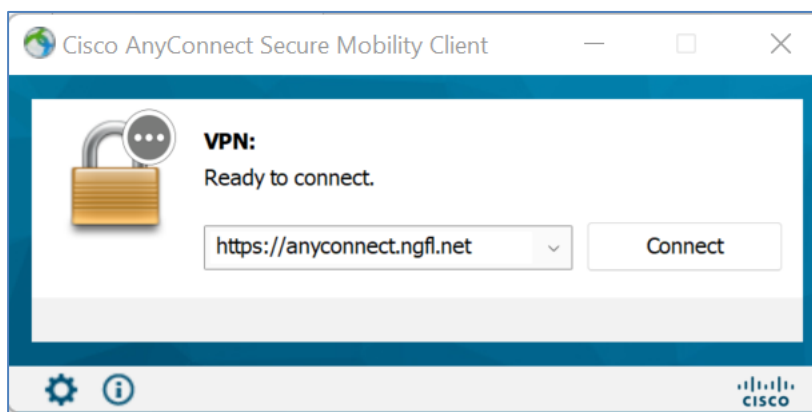 Cisco AnyConnect Secure Mobility Client
VPN:
Ready to connect.
https://anyconnect.ngfl.net
Connect
CISCO